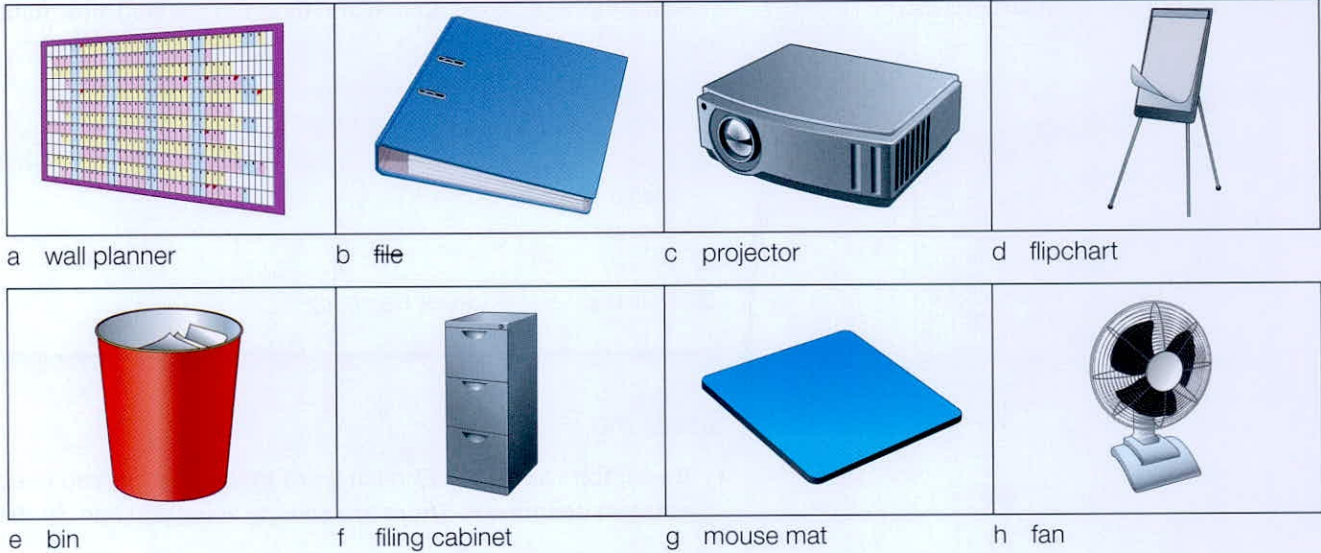 a wall planner
b file
c projector
d flipchart
e bin
f filing cabinet
g mouse mat
h fan